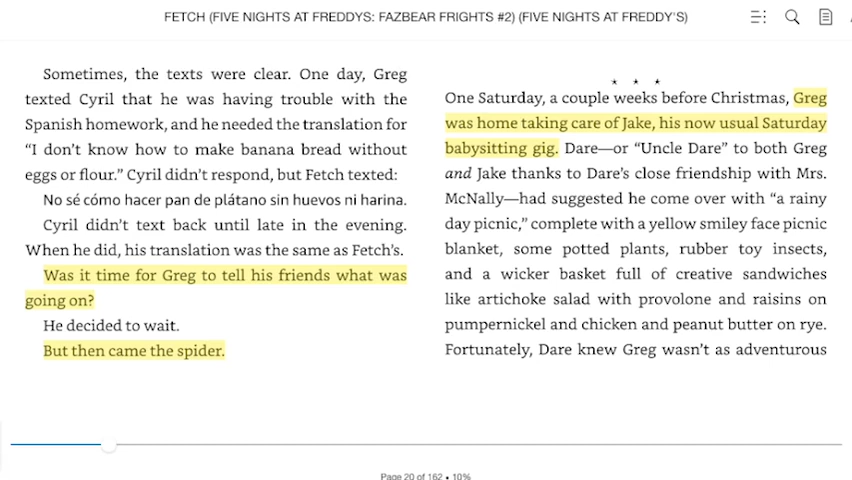 FETCH (FIVE NIGHTS AT FREDDYS: FAZBEAR FRIGHTS #2) (FIVE NIGHTS AT FREDDY'S)
Sometimes, the texts were clear. One day, Greg
texted Cyril that he was having trouble with the
Spanish homework, and he needed the translation for
“I don’t know how to make banana bread without
eggs or flour.” Cyril didn’t respond, but Fetch texted:
No sé cómo hacer pan de plátano sin huevos ni harina.
Cyril didn’t text back until late in the evening.
When he did, his translation was the same as Fetch’s.
Was it time for Greg to tell his friends what was
going on?
He decided to wait.
But then came the spider.
* * *
One Saturday, a couple weeks before Christmas, Greg
was home taking care of Jake, his now usual Saturday
babysitting gig. Dare—or “Uncle Dare” to both Greg
and Jake thanks to Dare’s close friendship with Mrs.
McNally—had suggested he come over with “a rainy
day picnic,” complete with a yellow smiley face picnic
blanket, some potted plants, rubber toy insects,
and a wicker basket full of creative sandwiches
like artichoke salad with provolone and raisins on
pumpernickel and chicken and peanut butter on rye.
Fortunately, Dare knew Greg wasn’t as adventurous
Page 20 of 162 • 10%